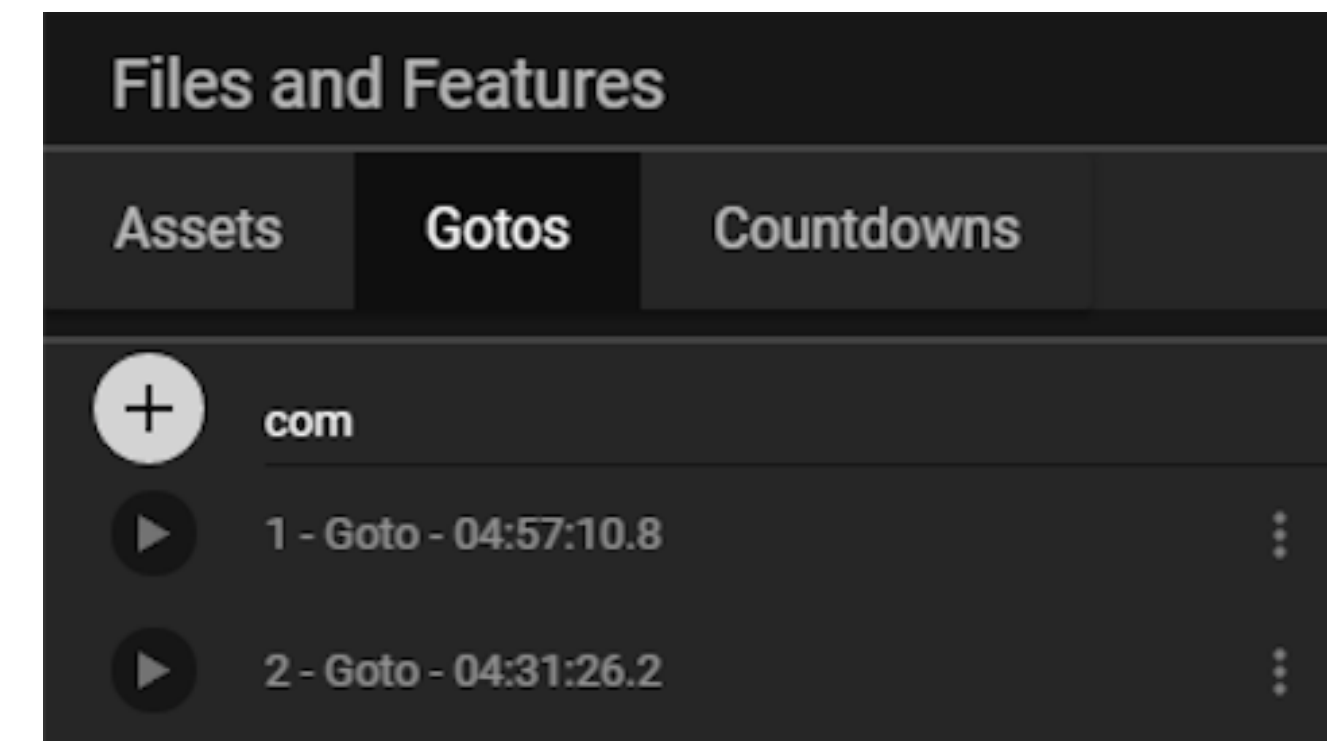 Files and Features
Assets Gotos Countdowns
com
1 - Goto - 04:57:10.8
2 - Goto - 04:31:26.2